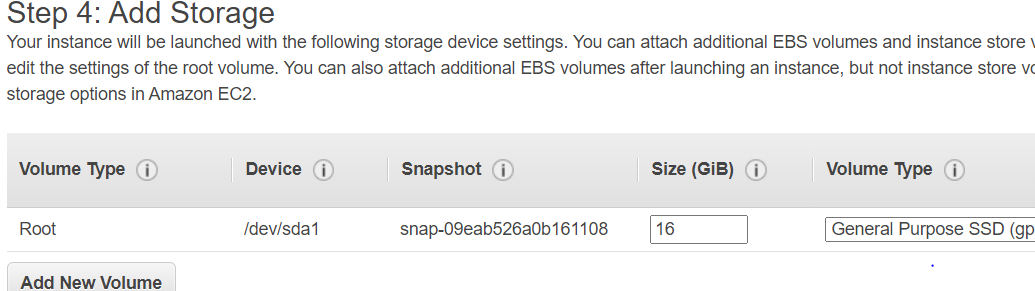 Step 4: Add Storage
Your instance will be launched with the following storage device settings. You can attach additional EBS volumes and instance store
edit the settings of the root volume. You can also attach additional EBS volumes after launching an instance, but not instance store
storage options in Amazon EC2.
Volume Type i Device i Snapshot i Size (GiB) i Volume Type i
Root /dev/sda1 snap-09eab526a0b161108 16 General Purpose SSD (gp
Add New Volume